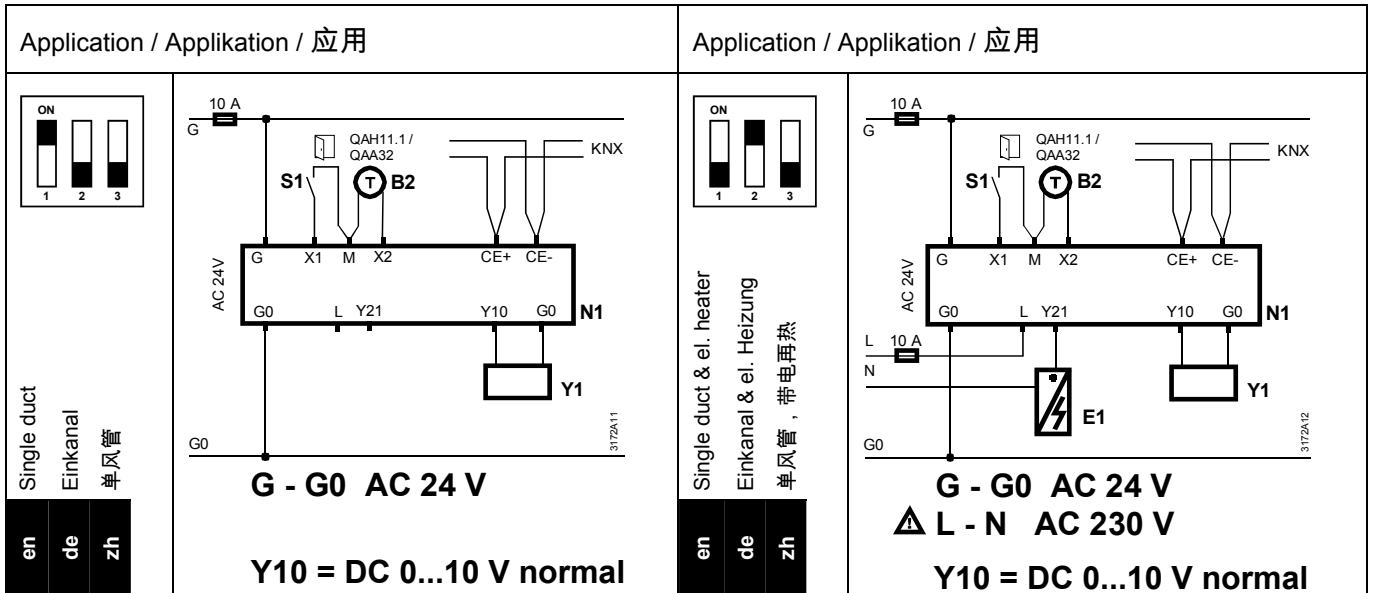 Application / Applikation / 应用
ON
1 2 3
Single duct
Einkanal
单风管
en
de
zh
10 A
G
QAH11.1 /
QAA32
KNX
S1
T
B2
G X1 M X2 CE+ CE-
AC 24V
G0 L Y21 Y10 G0
N1
Y1
G0
3172A11
G - G0 AC 24 V
Y10 = DC 0...10 V normal
Application / Applikation / 应用
ON
1 2 3
Single duct & el. heater
Einkanal & el. Heizung
单风管，带电再热
en
de
zh
10 A
G
QAH11.1 /
QAA32
KNX
S1
T
B2
G X1 M X2 CE+ CE-
AC 24V
G0 L Y21 Y10 G0
N1
L 10 A
N
E1
Y1
G0
3172A12
G - G0 AC 24 V
L - N AC 230 V
Y10 = DC 0...10 V normal